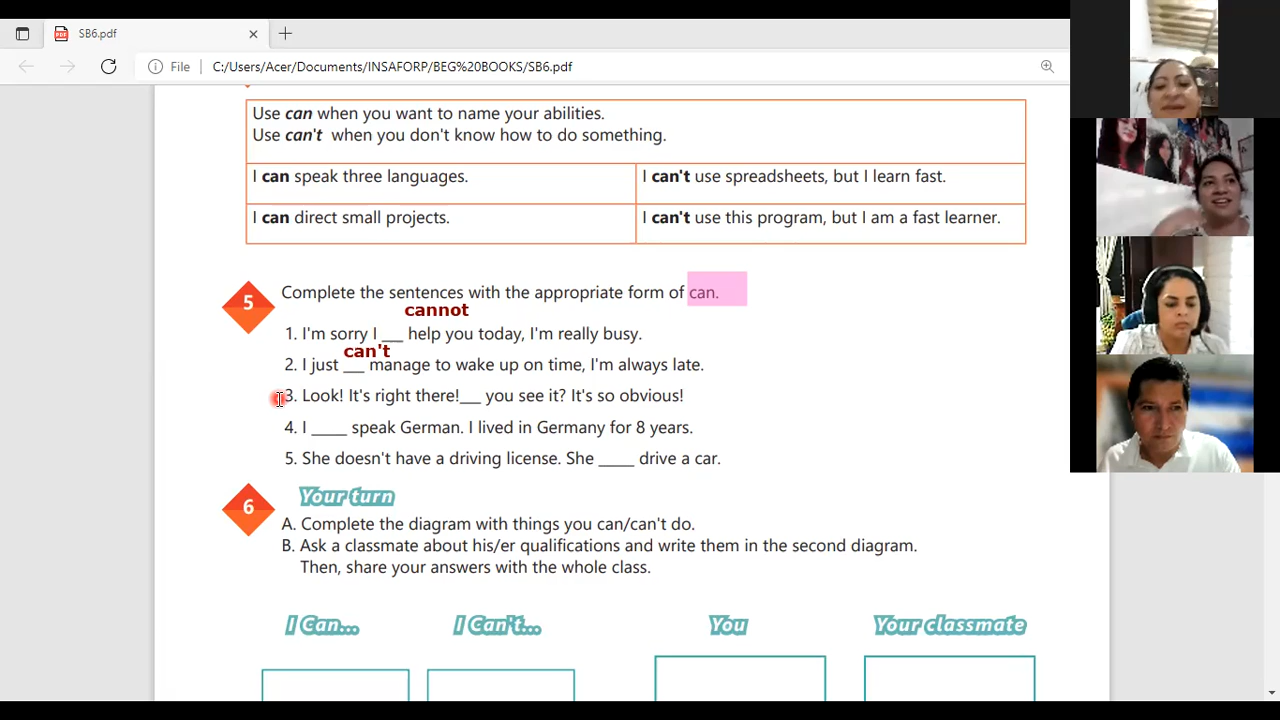 SB6.pdf
File
C:/Users/Acer/Documents/INSAFORP/BEG%20BOOKS/SB6.pdf
Use can when you want to name your abilities.
Use can't when you don't know how to do something.
I can speak three languages.
I can't use spreadsheets, but I learn fast.
I can direct small projects.
I can't use this program, but I am a fast learner.
5
Complete the sentences with the appropriate form of can.
cannot
1. I'm sorry I ___ help you today, I'm really busy.
can't
2. I just ___ manage to wake up on time, I'm always late.
3. Look! It's right there!___ you see it? It's so obvious!
4. I _____ speak German. I lived in Germany for 8 years.
5. She doesn't have a driving license. She _____ drive a car.
6
Your turn
A. Complete the diagram with things you can/can't do.
B. Ask a classmate about his/er qualifications and write them in the second diagram.
Then, share your answers with the whole class.
I Can...
I Can't...
You
Your classmate